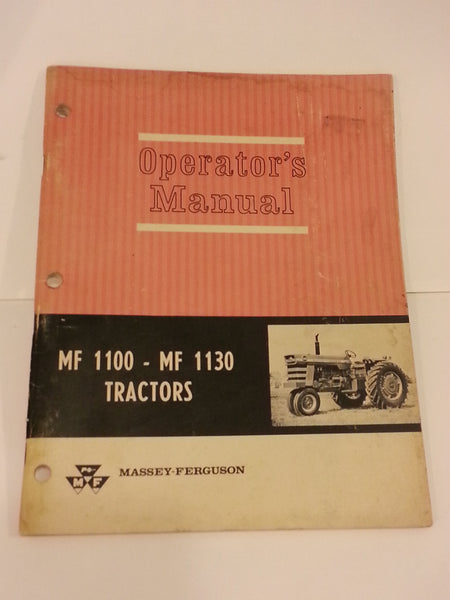 Operator's
Manual
MF 1100 - MF 1130
TRACTORS
MF
MASSEY-FERGUSON